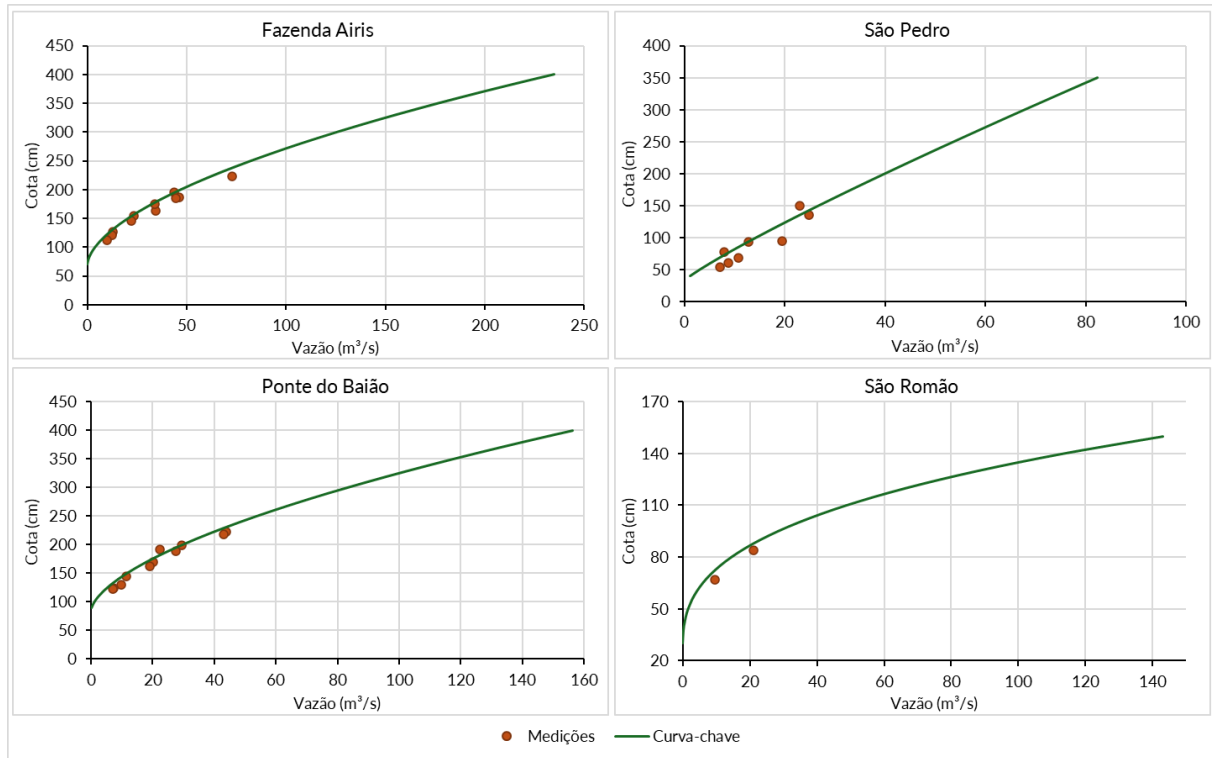 Fazenda Airis
450
400
350
300
250
200
150
100
50
0
Cota (cm)
0 50 100 150 200 250
Vazão (m³/s)
São Pedro
400
350
300
250
200
150
100
50
0
Cota (cm)
0 20 40 60 80 100
Vazão (m³/s)
Ponte do Baião
450
400
350
300
250
200
150
100
50
0
Cota (cm)
0 20 40 60 80 100 120 140 160
Vazão (m³/s)
São Romão
170
140
110
80
50
20
Cota (cm)
0 20 40 60 80 100 120 140
Vazão (m³/s)
Medições Curva-chave